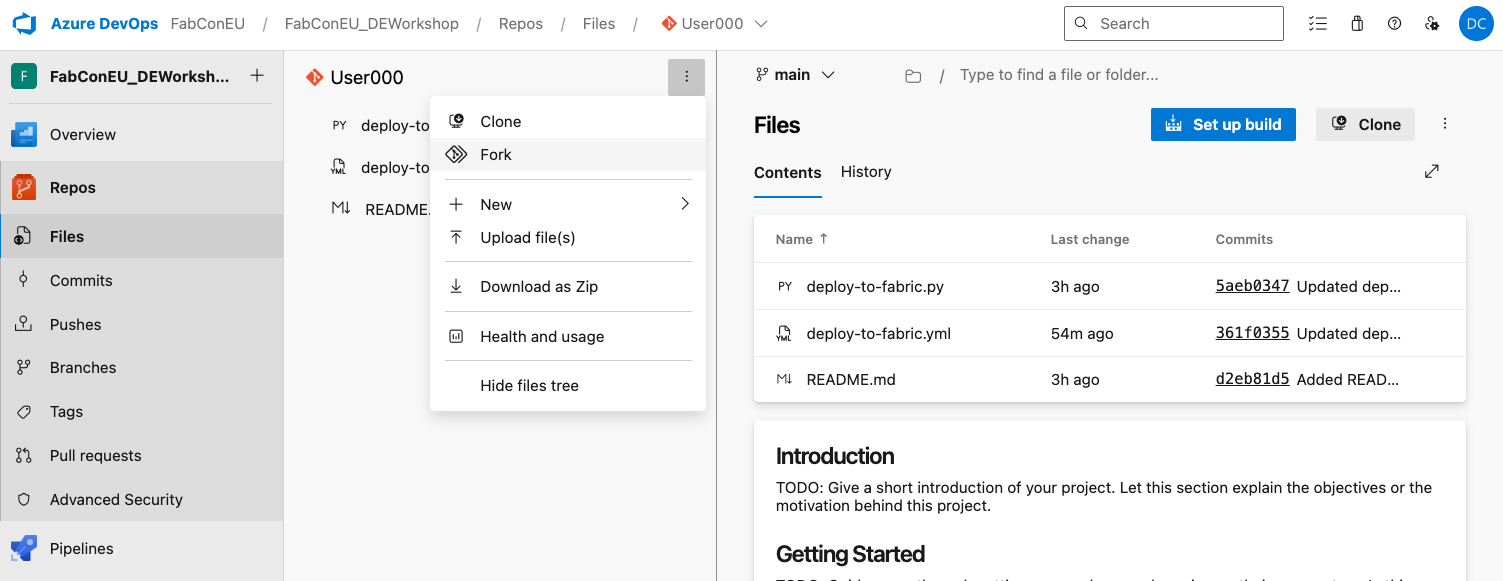 Azure DevOps FabConEU / FabConEU_DEWorkshop / Repos / Files / User000 Search DC
F FabConEU_DEWorksh... +
Overview
Repos
Files
Commits
Pushes
Branches
Tags
Pull requests
Advanced Security
Pipelines
User000
PY deploy-to
YML deploy-to
M↓ README.
Clone
Fork
New
Upload file(s)
Download as Zip
Health and usage
Hide files tree
main / Type to find a file or folder...
Files Set up build Clone
Contents History
Name ↑ Last change Commits
PY deploy-to-fabric.py 3h ago 5aeb0347 Updated dep...
YML deploy-to-fabric.yml 54m ago 361f0355 Updated dep...
M↓ README.md 3h ago d2eb81d5 Added READ...
Introduction
TODO: Give a short introduction of your project. Let this section explain the objectives or the
motivation behind this project.
Getting Started